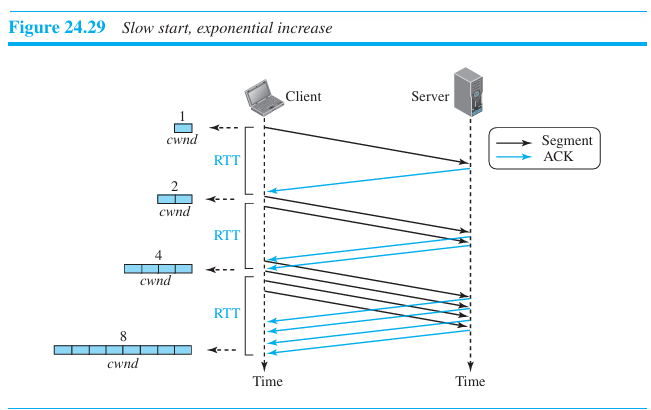 Figure 24.29 Slow start, exponential increase
Client
Server
Segment
ACK
1
cwnd
RTT
2
cwnd
RTT
4
cwnd
RTT
8
cwnd
Time
Time